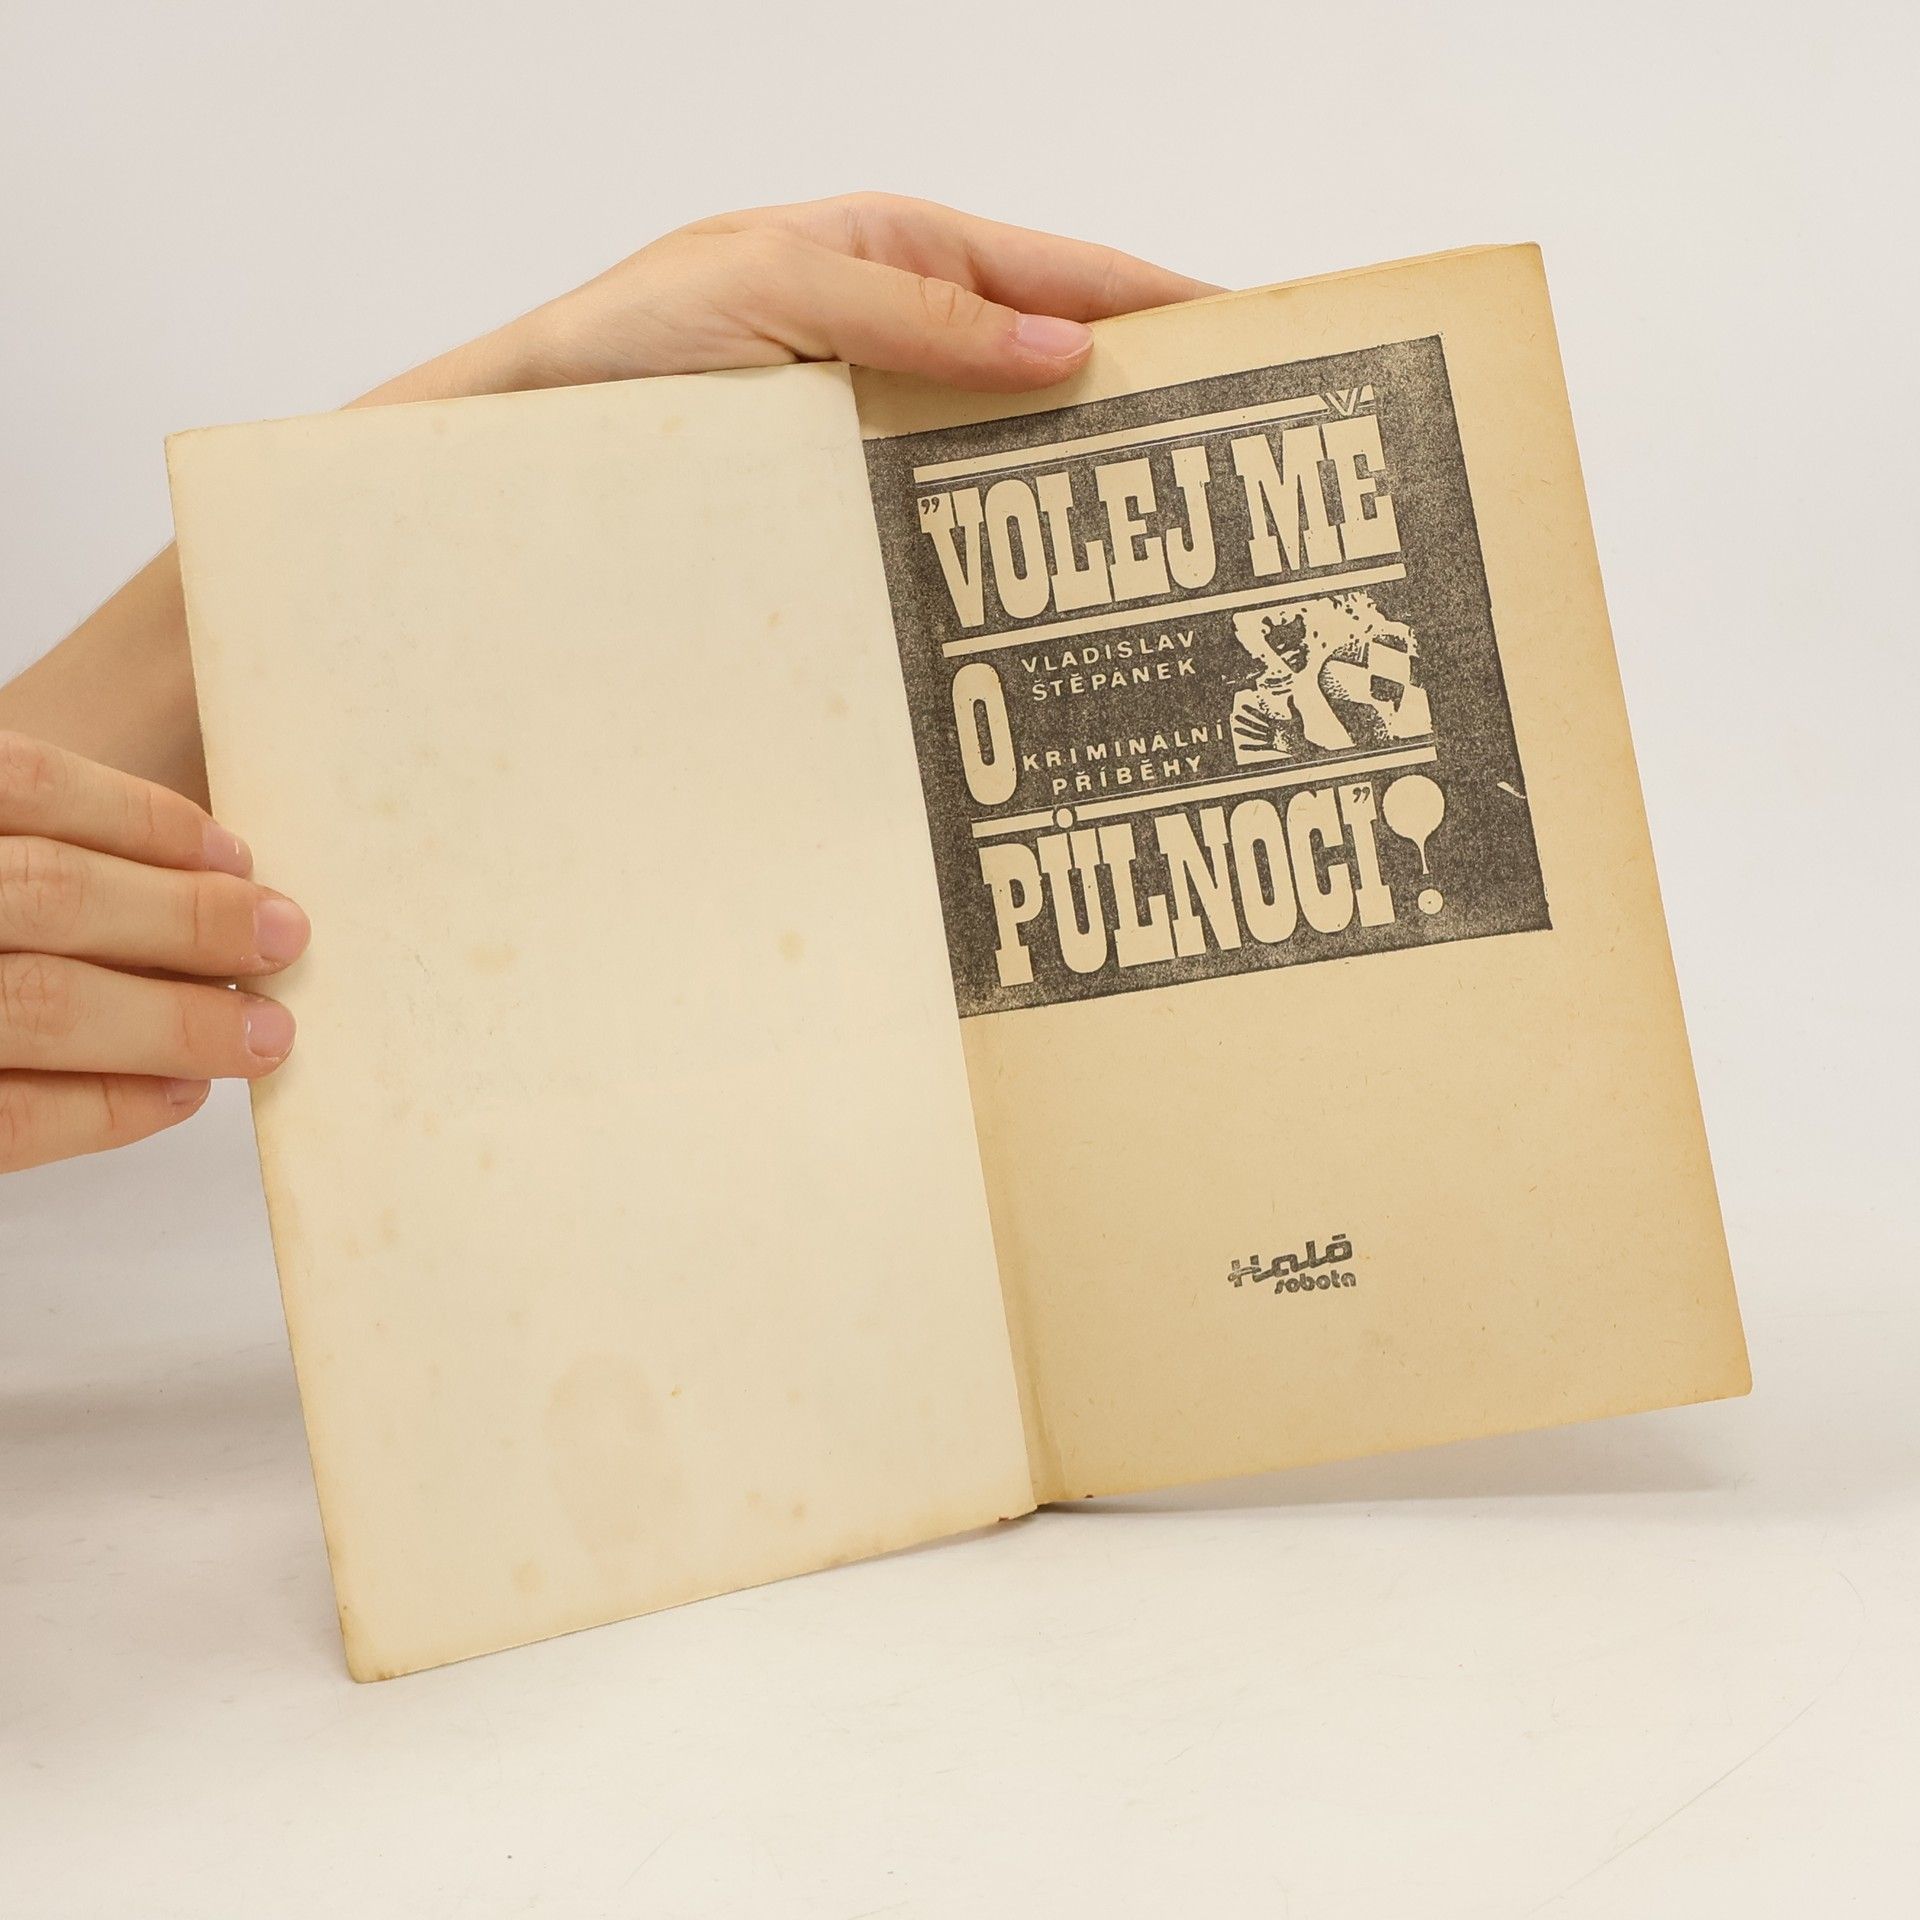 „VOLEJ MĚ
VLADISLAV
ŠTĚPÁNEK
O
KRIMINÁLNÍ
PŘÍBĚHY
PŮLNOCI”!
Haló
sobota